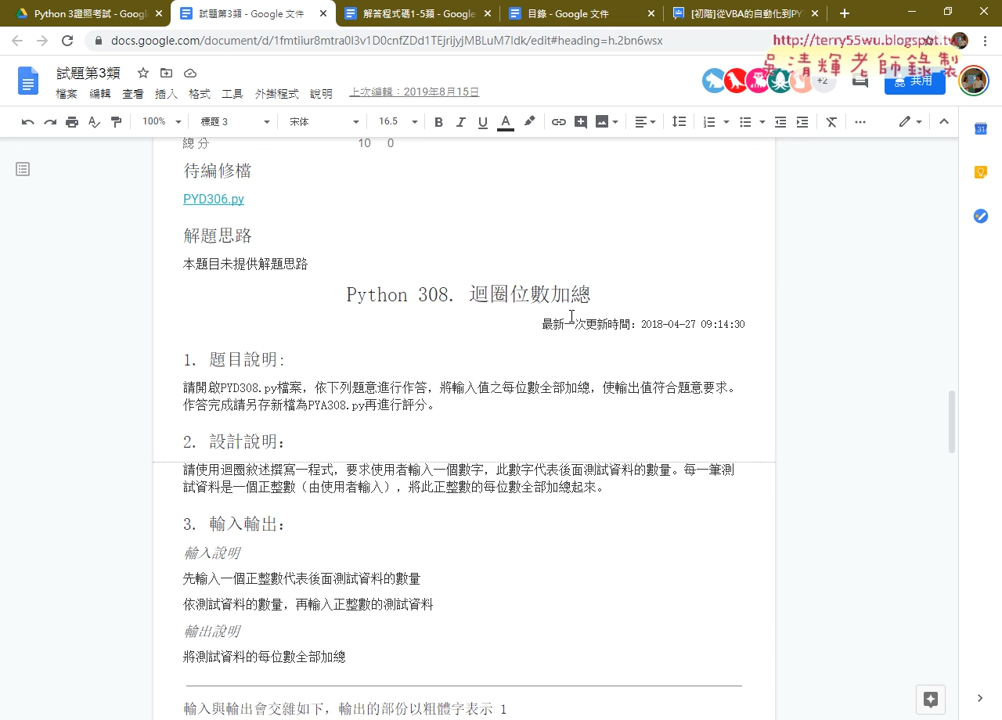 Python 3證照考試 - Goog
試題第3類 - Google 文件
解答程式碼1-5類 - Google
目錄 - Google 文件
[初階]從VBA的自動化到PY
docs.google.com/document/d/1fmtiiur8mtra0I3v1D0cnfZDd1TEjrijyjMBLuM7Idk/edit#heading=h.2bn6wsx
http://terry55wu.blogspot.tw
吳清輝老師錄製
試題第3類
檔案 編輯 查看 插入 格式 工具 外掛程式 說明 上次編輯：2019年8月15日
+2
共用
100% 標題 3 宋体 16.5 B I U A
31
總分 10 0
待編修檔
PYD306.py
解題思路
本題目未提供解題思路
Python 308. 迴圈位數加總
最新一次更新時間：2018-04-27 09:14:30
1. 題目說明:
請開啟PYD308.py檔案，依下列題意進行作答，將輸入值之每位數全部加總，使輸出值符合題意要求。
作答完成請另存新檔為PYA308.py再進行評分。
2. 設計說明：
請使用迴圈敘述撰寫一程式，要求使用者輸入一個數字，此數字代表後面測試資料的數量。每一筆測
試資料是一個正整數（由使用者輸入），將此正整數的每位數全部加總起來。
3. 輸入輸出：
輸入說明
先輸入一個正整數代表後面測試資料的數量
依測試資料的數量，再輸入正整數的測試資料
輸出說明
將測試資料的每位數全部加總
輸入與輸出會交雜如下，輸出的部份以粗體字表示 1